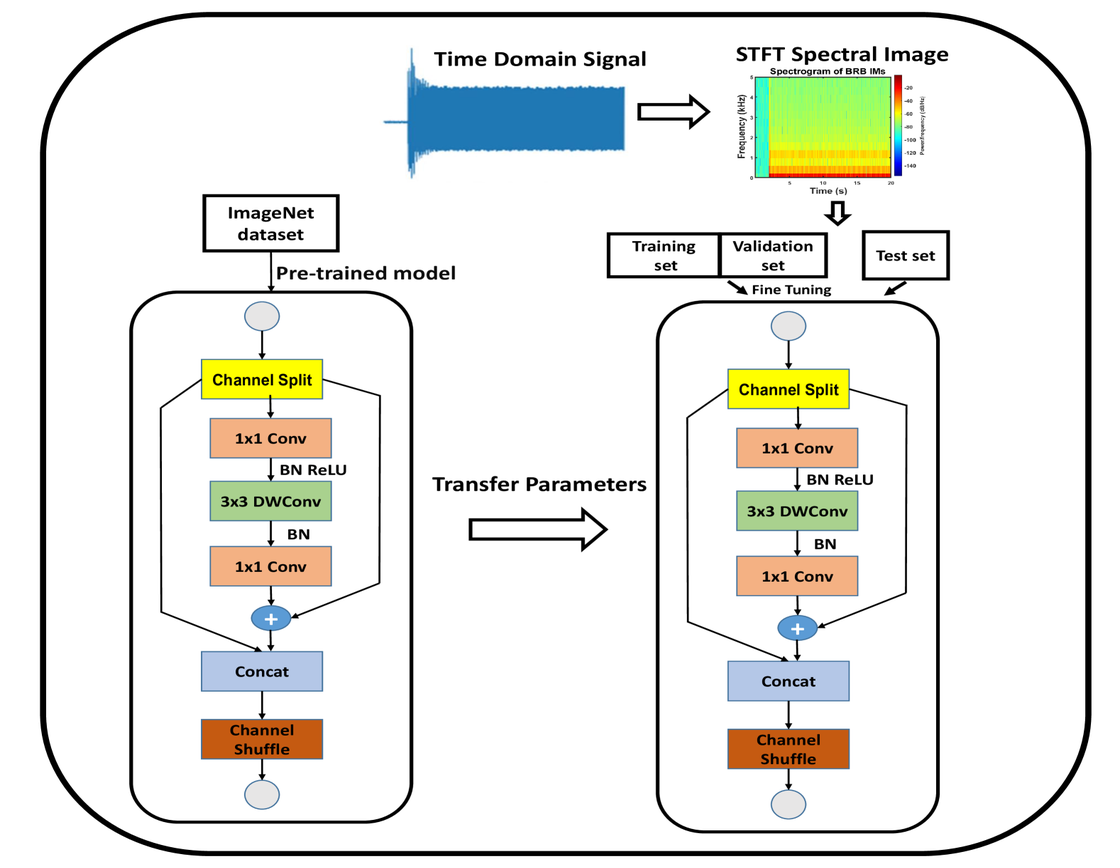 Time Domain Signal
STFT Spectral Image
Spectrogram of BRB IMs
Frequency (kHz)
5
4
3
2
1
0
5
10
15
20
Time (s)
-20
-40
-60
-80
-100
-120
-140
Power/frequency (dB/Hz)
ImageNet
dataset
Pre-trained model
Training
set
Validation
set
Test set
Fine Tuning
Channel Split
1x1 Conv
BN ReLU
3x3 DWConv
BN
1x1 Conv
+
Concat
Channel
Shuffle
Transfer Parameters
Channel Split
1x1 Conv
BN ReLU
3x3 DWConv
BN
1x1 Conv
+
Concat
Channel
Shuffle